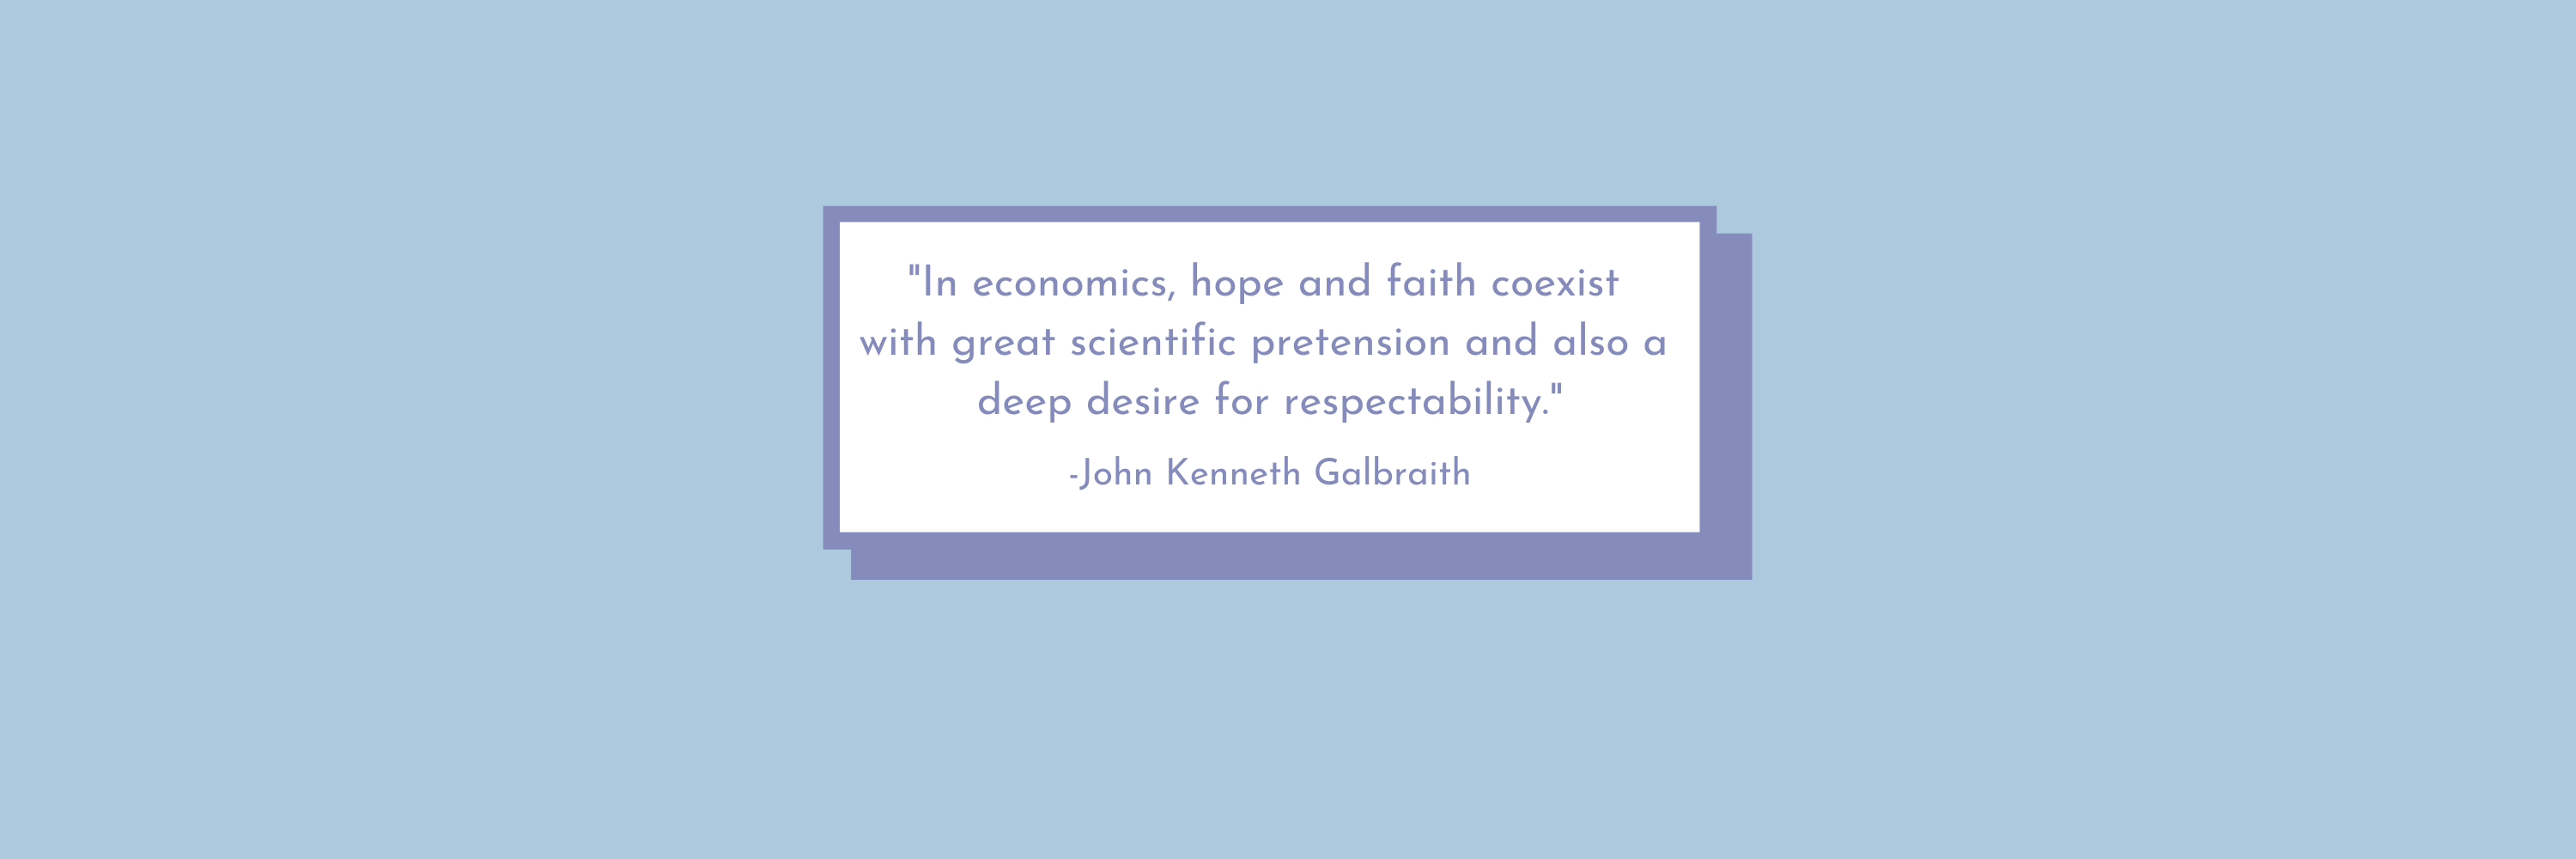 "In economics, hope and faith coexist
with great scientific pretension and also a
deep desire for respectability."
-John Kenneth Galbraith